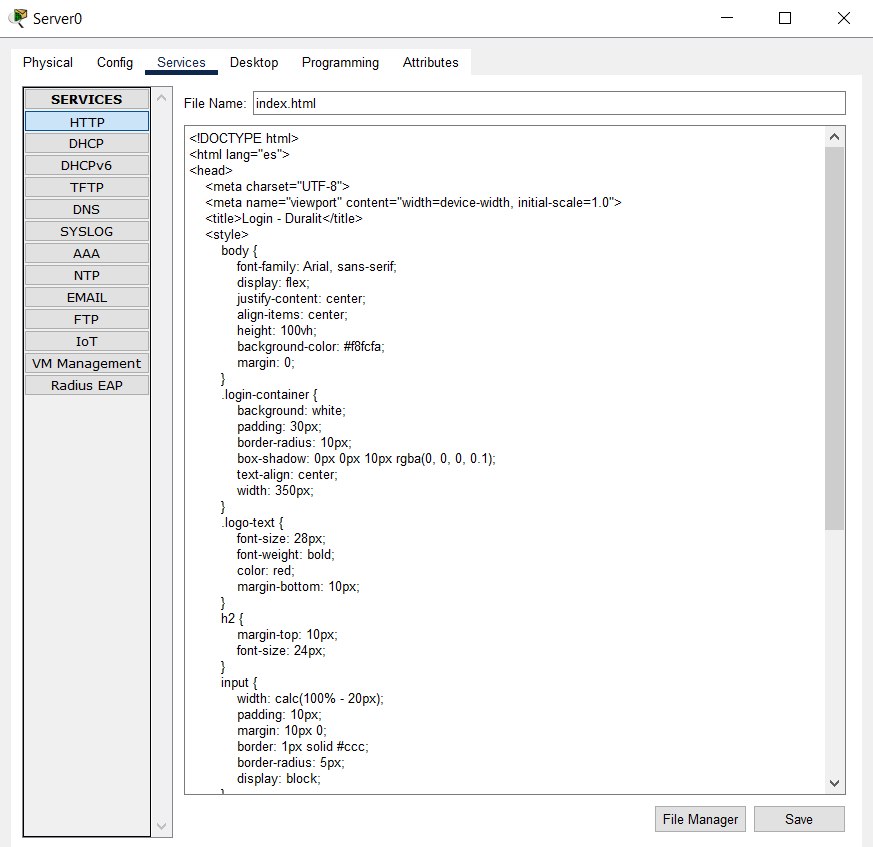 Server0
Physical Config Services Desktop Programming Attributes
SERVICES
HTTP
DHCP
DHCPv6
TFTP
DNS
SYSLOG
AAA
NTP
EMAIL
FTP
IoT
VM Management
Radius EAP
File Name: index.html
<!DOCTYPE html>
<html lang="es">
<head>
    <meta charset="UTF-8">
    <meta name="viewport" content="width=device-width, initial-scale=1.0">
    <title>Login - Duralit</title>
    <style>
        body {
            font-family: Arial, sans-serif;
            display: flex;
            justify-content: center;
            align-items: center;
            height: 100vh;
            background-color: #f8fcfa;
            margin: 0;
        }
        .login-container {
            background: white;
            padding: 30px;
            border-radius: 10px;
            box-shadow: 0px 0px 10px rgba(0, 0, 0, 0.1);
            text-align: center;
            width: 350px;
        }
        .logo-text {
            font-size: 28px;
            font-weight: bold;
            color: red;
            margin-bottom: 10px;
        }
        h2 {
            margin-top: 10px;
            font-size: 24px;
        }
        input {
            width: calc(100% - 20px);
            padding: 10px;
            margin: 10px 0;
            border: 1px solid #ccc;
            border-radius: 5px;
            display: block;
        }
File Manager Save